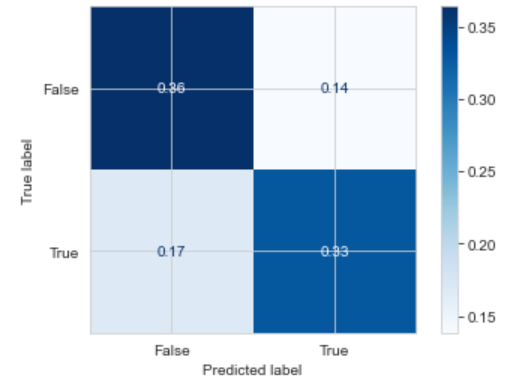 0.35
False
0.36
0.14
0.30
True label
0.25
True
0.17
0.33
0.20
0.15
False
True
Predicted label